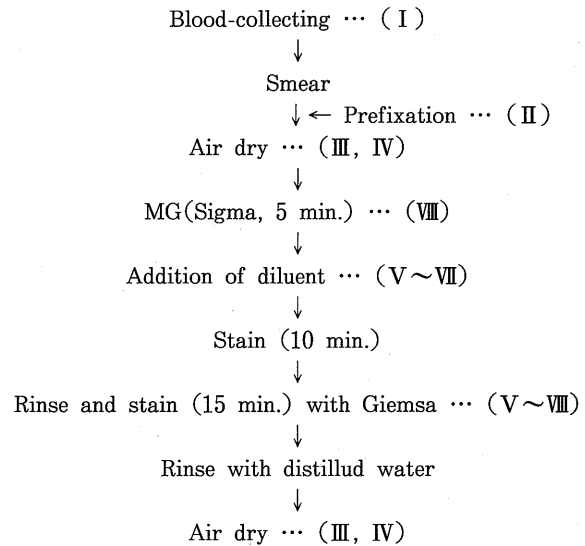 Blood-collecting ⋯ (Ⅰ)
↓
Smear
↓ ← Prefixation ⋯ (Ⅱ)
Air dry ⋯ (Ⅲ, Ⅳ)
↓
MG(Sigma, 5 min.) ⋯ (Ⅷ)
↓
Addition of diluent ⋯ (Ⅴ～Ⅶ)
↓
Stain (10 min.)
↓
Rinse and stain (15 min.) with Giemsa ⋯ (Ⅴ～Ⅷ)
↓
Rinse with distillud water
↓
Air dry ⋯ (Ⅲ, Ⅳ)